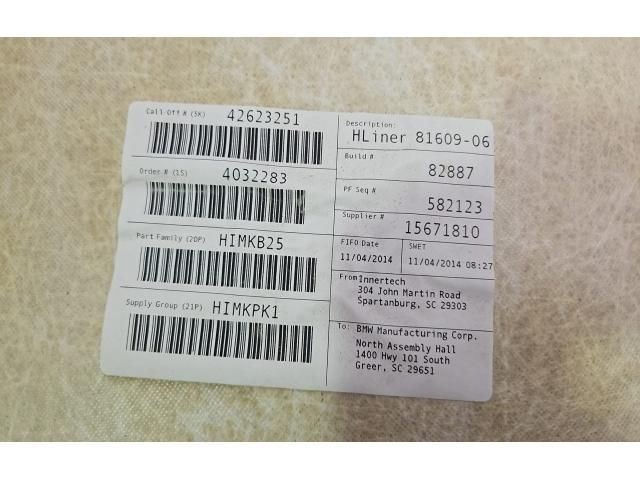 Call Off # (5K) 42623251
Order # (1S) 4032283
Part Family (20P) HIMKB25
Supply Group (21P) HIMKPK1
Description:
HLiner 81609-06
Build #
82887
PF Seq #
582123
Supplier #
15671810
FIFO Date
11/04/2014
SWET
11/04/2014 08:27
From: Innertech
304 John Martin Road
Spartanburg, SC 29303
To: BMW Manufacturing Corp.
North Assembly Hall
1400 Hwy 101 South
Greer, SC 29651